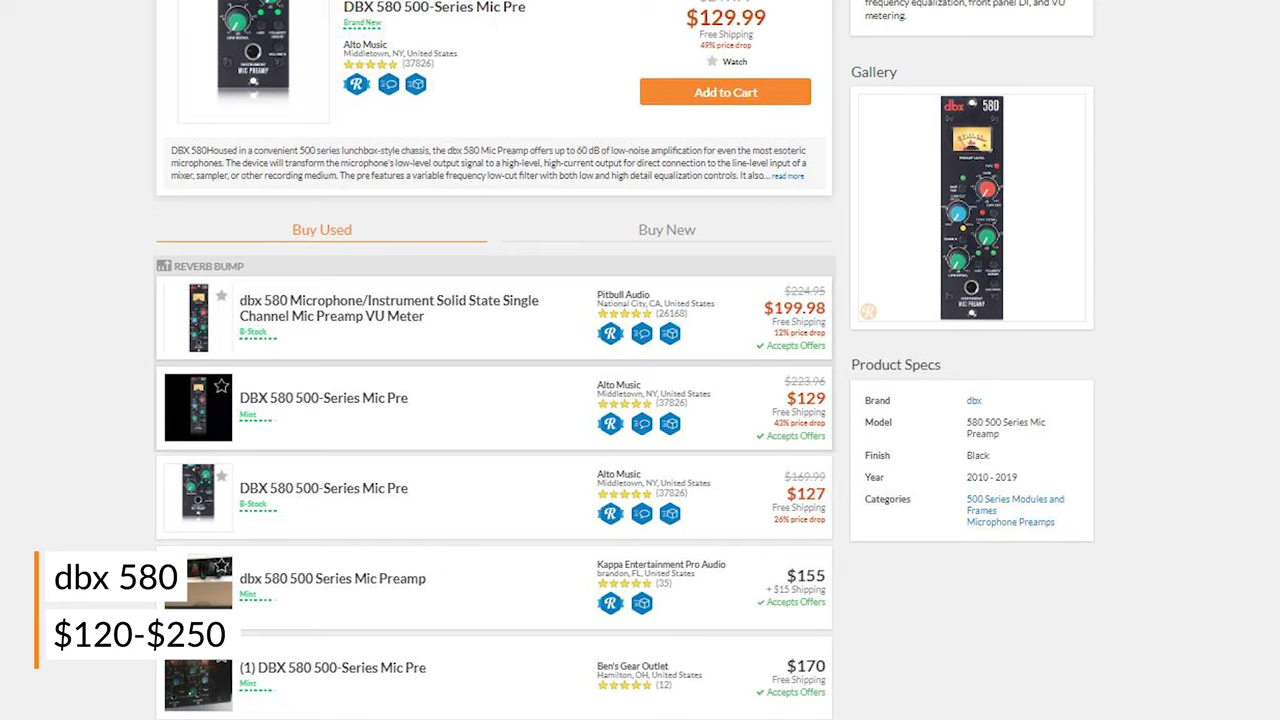 DBX 580 500-Series Mic Pre
Brand New
Alto Music
Middletown, NY, United States
(37826)
$129.99
Free Shipping
49% price drop
Watch
Add to Cart
INSTRUMENT
MIC PREAMP
DBX 580Housed in a convenient 500 series lunchbox-style chassis, the dbx 580 Mic Preamp offers up to 60 dB of low-noise amplification for even the most esoteric
microphones. The device will transform the microphone's low-level output signal to a high-level, high-current output for direct connection to the line-level input of a
mixer, sampler, or other recording medium. The pre features a variable frequency low-cut filter with both low and high detail equalization controls. It also... read more
Buy Used
Buy New
REVERB BUMP
dbx 580 Microphone/Instrument Solid State Single
Channel Mic Preamp VU Meter
B-Stock
Pitbull Audio
National City, CA, United States
(26168)
$224.95
$199.98
Free Shipping
12% price drop
Accepts Offers
DBX 580 500-Series Mic Pre
Mint
Alto Music
Middletown, NY, United States
(37826)
$223.96
$129
Free Shipping
43% price drop
Accepts Offers
DBX 580 500-Series Mic Pre
B-Stock
Alto Music
Middletown, NY, United States
(37826)
$169.99
$127
Free Shipping
26% price drop
dbx 580 500 Series Mic Preamp
Mint
Kappa Entertainment Pro Audio
brandon, FL, United States
(35)
$155
+ $15 Shipping
Accepts Offers
(1) DBX 580 500-Series Mic Pre
Mint
Ben's Gear Outlet
Hamilton, OH, United States
(12)
$170
Free Shipping
Accepts Offers
dbx 580
$120-$250
frequency equalization, front panel DI, and VU
metering.
Gallery
dbx 580
INSTRUMENT
MIC PREAMP
Product Specs
Brand dbx
Model 580 500 Series Mic
Preamp
Finish Black
Year 2010 - 2019
Categories 500 Series Modules and
Frames
Microphone Preamps